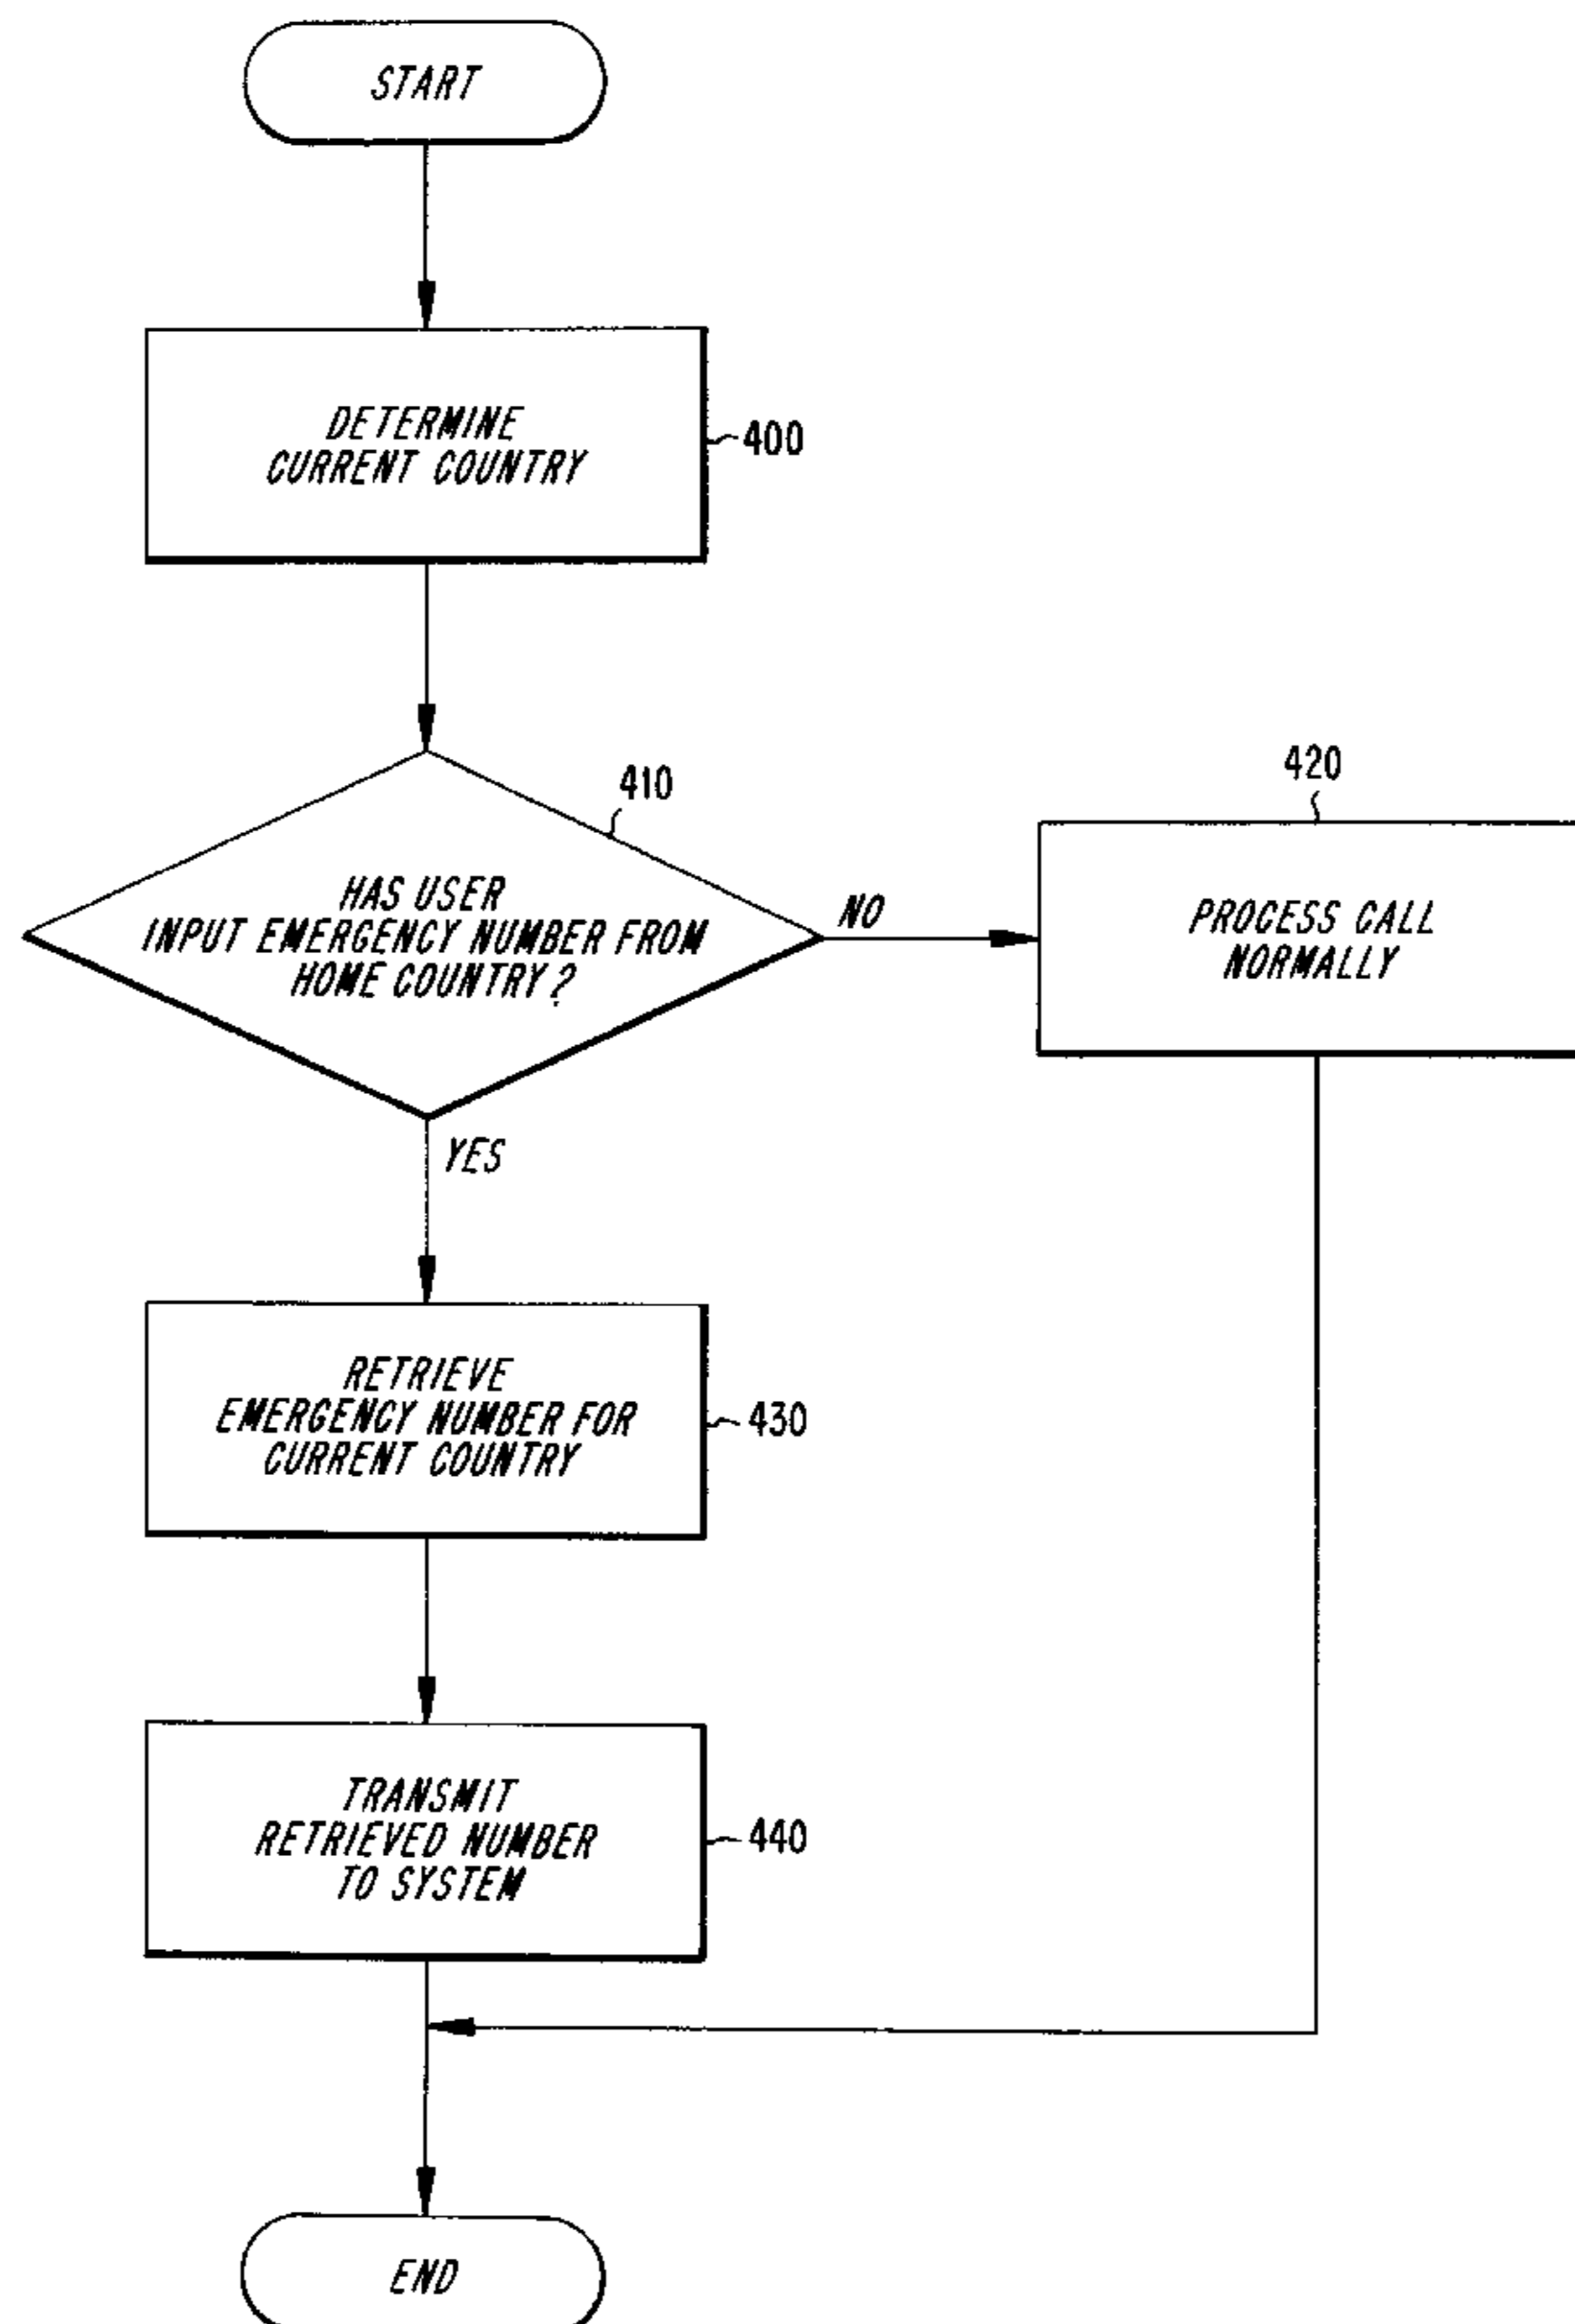 START
DETERMINE
CURRENT COUNTRY
400
410
HAS USER
INPUT EMERGENCY NUMBER FROM
HOME COUNTRY?
NO
420
PROCESS CALL
NORMALLY
YES
RETRIEVE
EMERGENCY NUMBER FOR
CURRENT COUNTRY
430
TRANSMIT
RETRIEVED NUMBER
TO SYSTEM
440
END